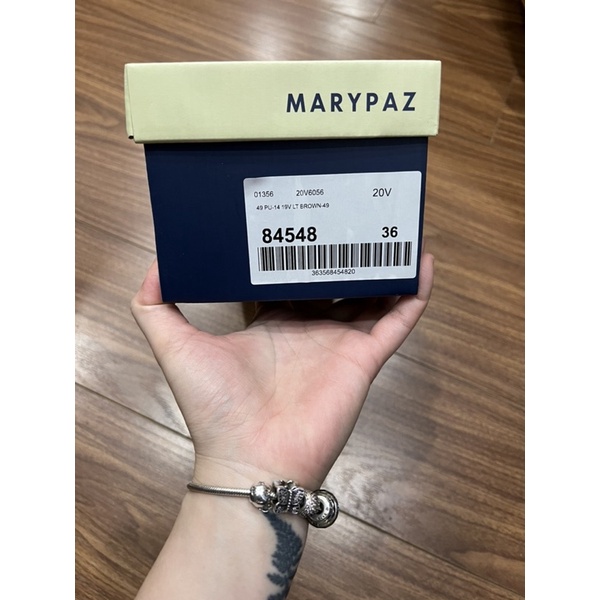 MARYPAZ
01356 20V6056 20V
49 PU-14 19V LT BROWN-49
84548 36
363568454820